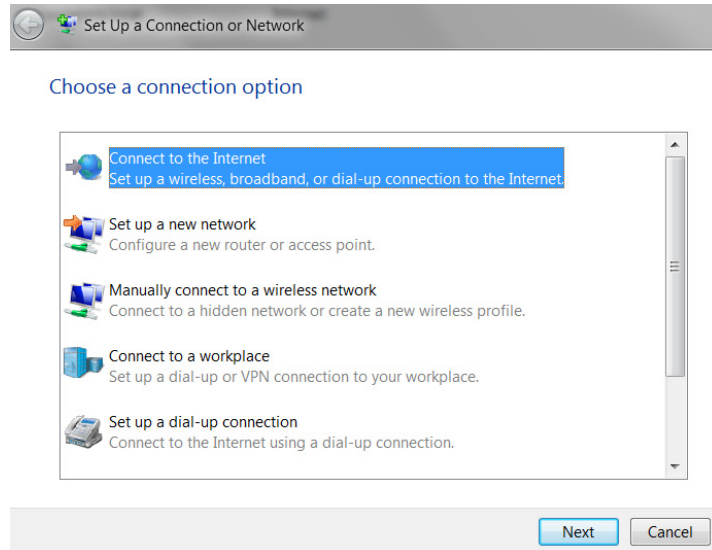 Set Up a Connection or Network
Choose a connection option
Connect to the Internet
Set up a wireless, broadband, or dial-up connection to the Internet.
Set up a new network
Configure a new router or access point.
Manually connect to a wireless network
Connect to a hidden network or create a new wireless profile.
Connect to a workplace
Set up a dial-up or VPN connection to your workplace.
Set up a dial-up connection
Connect to the Internet using a dial-up connection.
Next Cancel